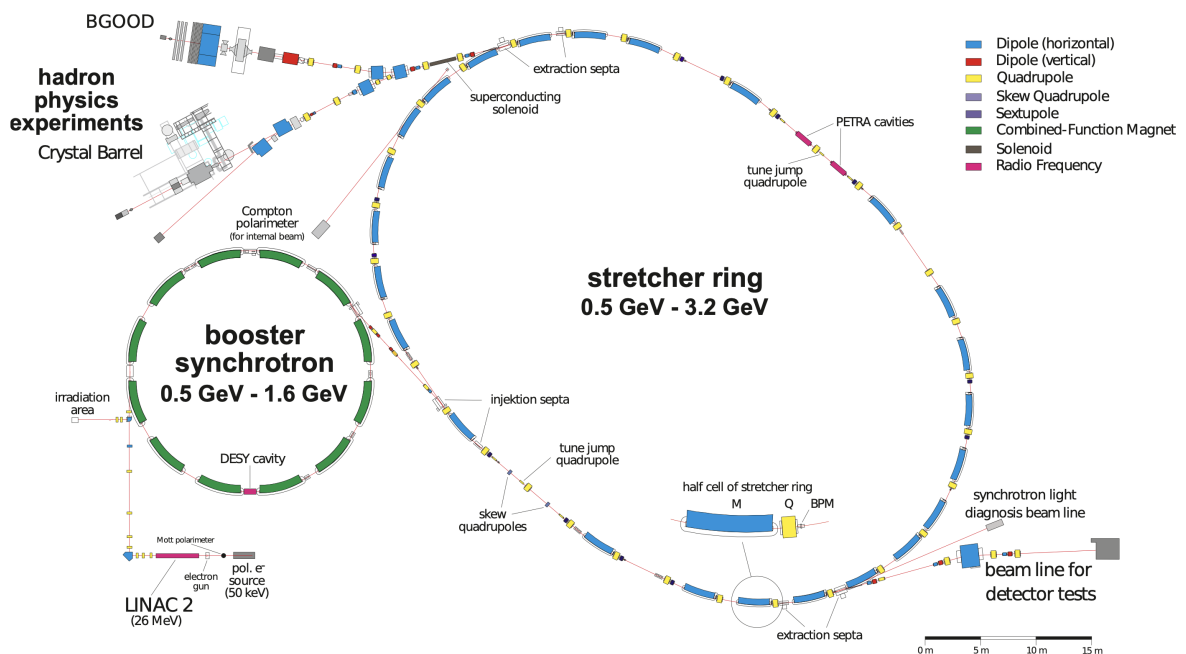 BGOOD
hadron
physics
experiments
Crystal Barrel
extraction septa
superconducting
solenoid
Dipole (horizontal)
Dipole (vertical)
Quadrupole
Skew Quadrupole
Sextupole
Combined-Function Magnet
Solenoid
Radio Frequency
PETRA cavities
tune jump
quadrupole
Compton
polarimeter
(for internal beam)
stretcher ring
0.5 GeV - 3.2 GeV
booster
synchrotron
0.5 GeV - 1.6 GeV
irradiation
area
injektion septa
DESY cavity
tune jump
quadrupole
skew
quadrupoles
half cell of stretcher ring
M
Q
BPM
synchrotron light
diagnosis beam line
Mott polarimeter
electron
gun
pol. e-
source
(50 keV)
LINAC 2
(26 MeV)
beam line for
detector tests
extraction septa
0 m
5 m
10 m
15 m